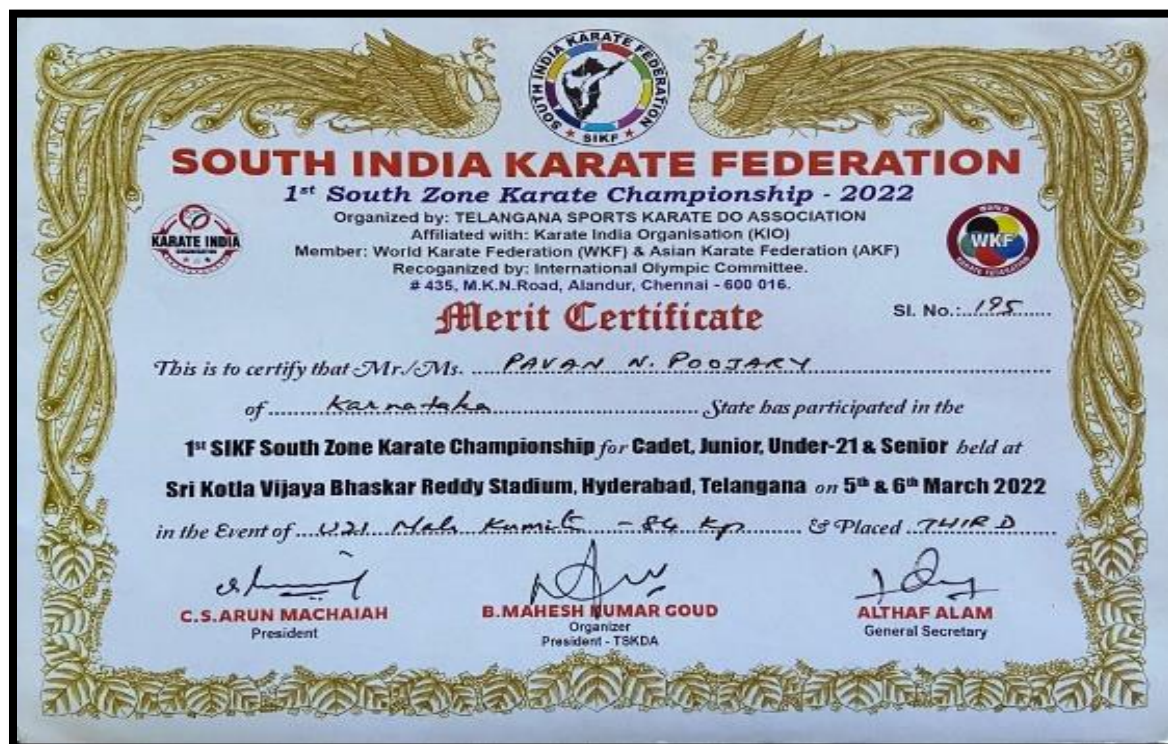 SOUTH INDIA KARATE FEDERATION
SIKF
SOUTH INDIA KARATE FEDERATION
1st South Zone Karate Championship - 2022
Organized by: TELANGANA SPORTS KARATE DO ASSOCIATION
Affiliated with: Karate India Organisation (KIO)
Member: World Karate Federation (WKF) & Asian Karate Federation (AKF)
Recoganized by: International Olympic Committee.
# 435, M.K.N.Road, Alandur, Chennai - 600 016.
KARATE INDIA
ORGANISATION
WORLD
WKF
KARATE FEDERATION
Merit Certificate
Sl. No.: 195
This is to certify that Mr./Ms. PAVAN N. POOJARY
of Karnataka State has participated in the
1st SIKF South Zone Karate Championship for Cadet, Junior, Under-21 & Senior held at
Sri Kotla Vijaya Bhaskar Reddy Stadium, Hyderabad, Telangana on 5th & 6th March 2022
in the Event of U21 Male Kumite - 84 Kg & Placed THIRD
C.S.ARUN MACHAIAH
President
B.MAHESH KUMAR GOUD
Organizer
President - TSKDA
ALTHAF ALAM
General Secretary